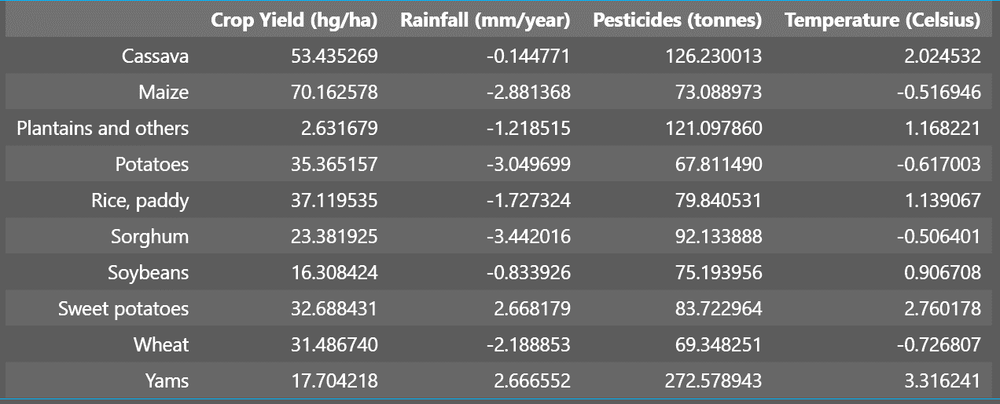 Crop Yield (hg/ha) Rainfall (mm/year) Pesticides (tonnes) Temperature (Celsius)
Cassava 53.435269 -0.144771 126.230013 2.024532
Maize 70.162578 -2.881368 73.088973 -0.516946
Plantains and others 2.631679 -1.218515 121.097860 1.168221
Potatoes 35.365157 -3.049699 67.811490 -0.617003
Rice, paddy 37.119535 -1.727324 79.840531 1.139067
Sorghum 23.381925 -3.442016 92.133888 -0.506401
Soybeans 16.308424 -0.833926 75.193956 0.906708
Sweet potatoes 32.688431 2.668179 83.722964 2.760178
Wheat 31.486740 -2.188853 69.348251 -0.726807
Yams 17.704218 2.666552 272.578943 3.316241